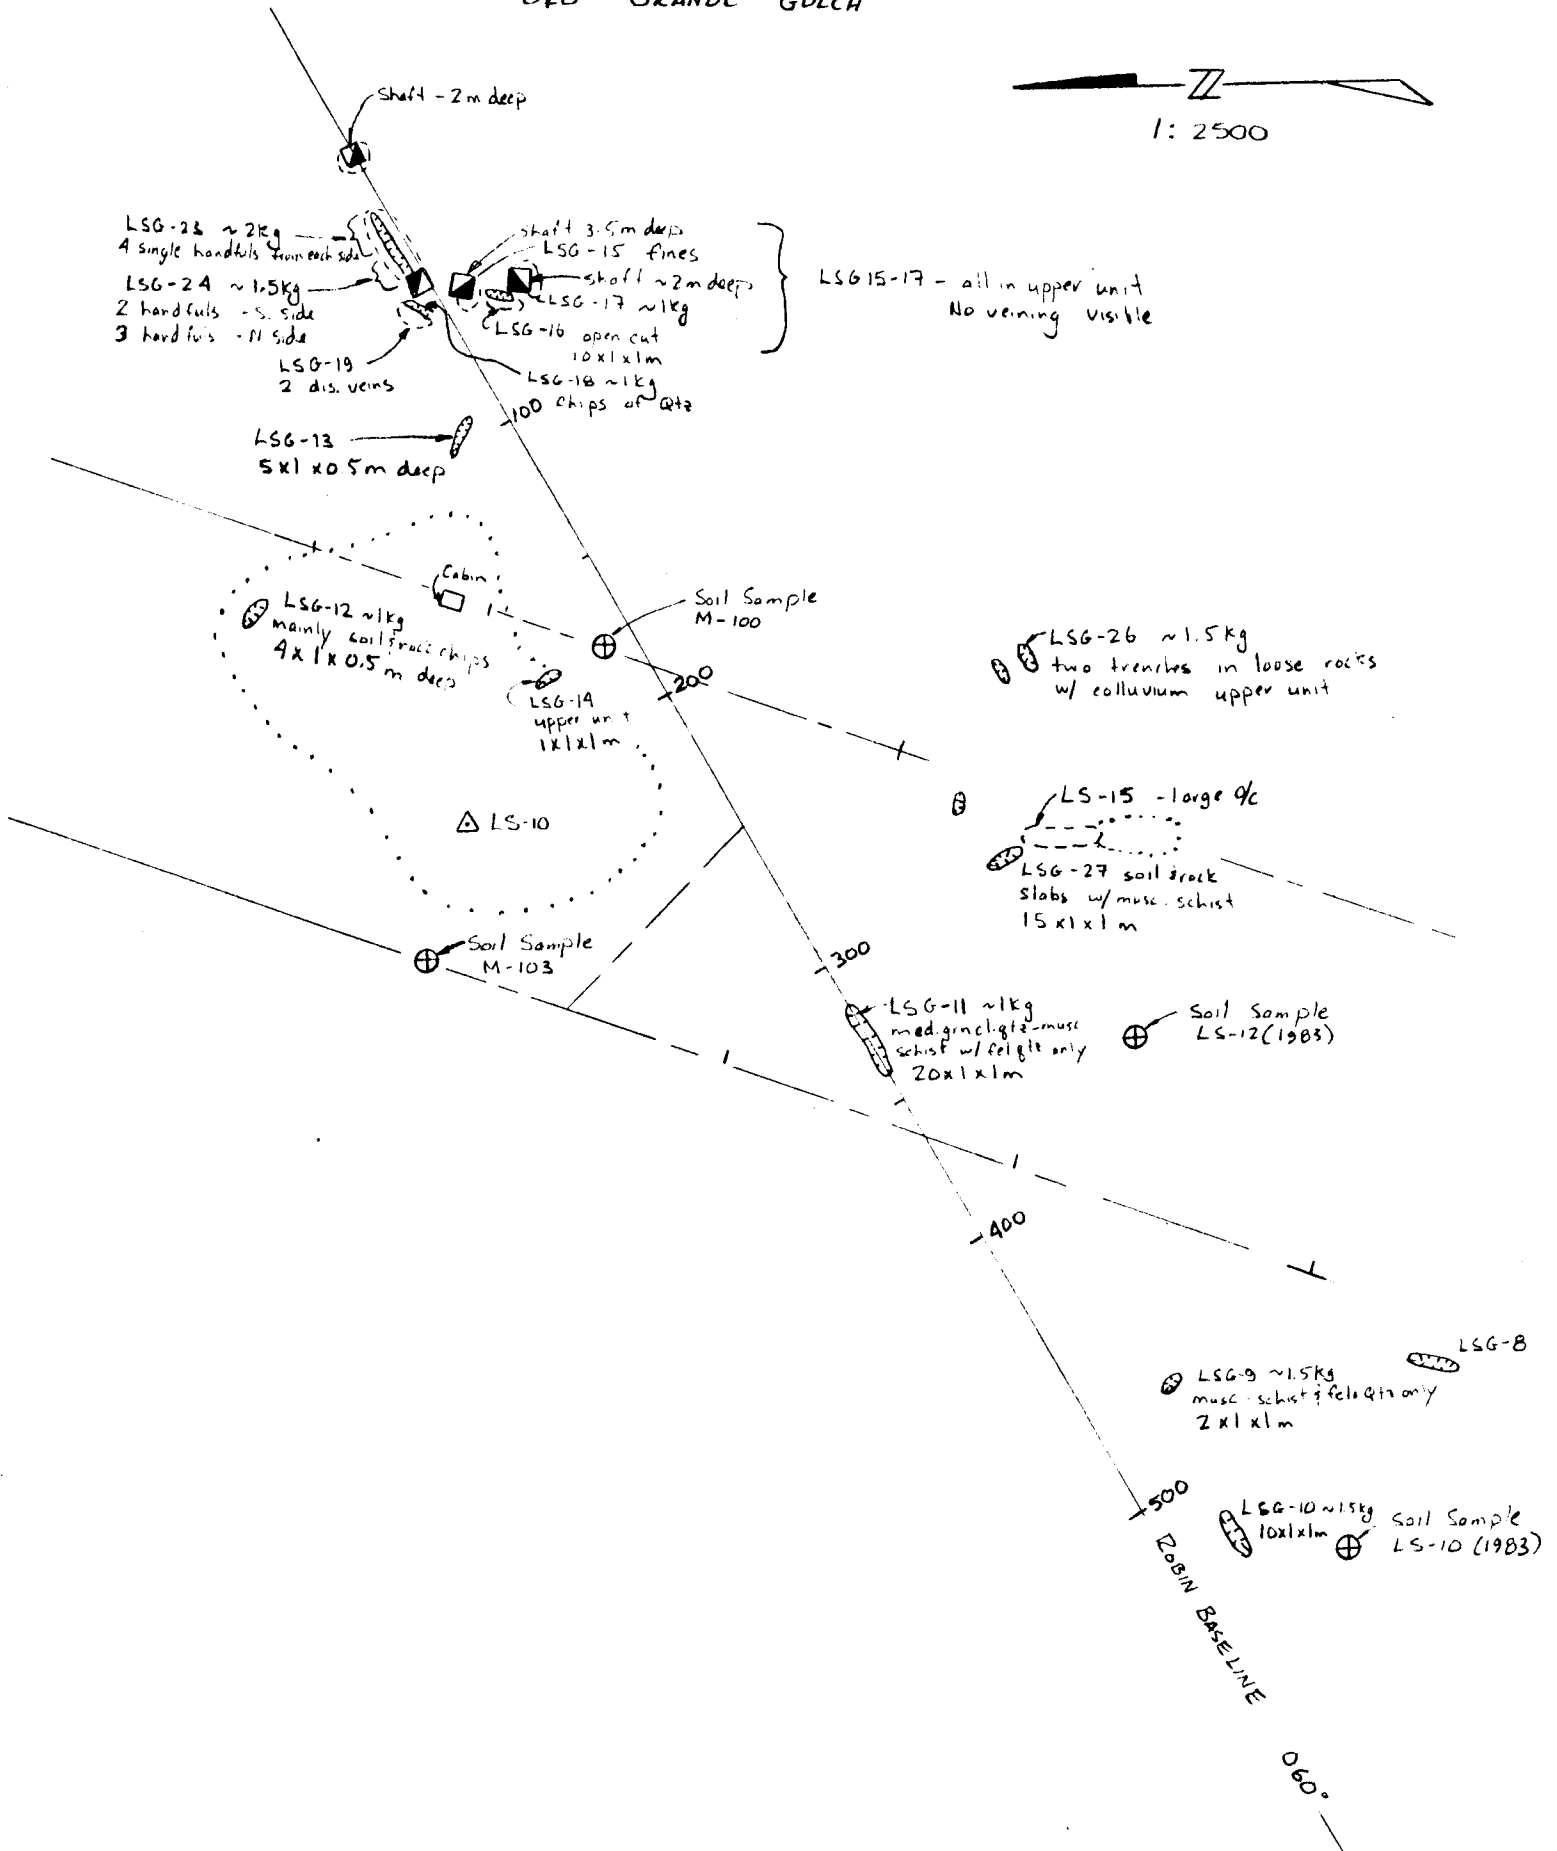 GRANDE GULCH
1: 2500
Shaft - 2m deep
LSG-23 ~2kg
4 single handfuls from each side
LSG-24 ~1.5kg
2 handfuls - S. side
3 handfuls - N side
LSG-19
2 dis. veins
shaft 3.5m deep
LSG-15 fines
shaft ~2m deep
LSG-17 ~1kg
LSG-16 open cut
10x1x1m
LSG-18 ~1kg
Chips of Qtz
LSG15-17 - all in upper unit
No veining visible
100
LSG-13
5x1x0.5m deep
Cabin
LSG-12 ~1kg
mainly soil & rock chips
4x1x0.5m deep
Soil Sample
M-100
200
LSG-14
upper unit
1x1x1m
LSG-26 ~1.5kg
two trenches in loose rocks
w/ colluvium upper unit
LS-10
LS-15 - large o/c
LSG-27 soil & rock
slabs w/ musc. schist
15x1x1m
Soil Sample
M-103
300
LSG-11 ~1kg
med. grn cl. qtz-musc
schist w/ fel qtz only
20x1x1m
Soil Sample
LS-12 (1983)
400
LSG-8
LSG-9 ~1.5kg
musc-schist & fels Qtz only
2x1x1m
500
LSG-10 ~1.5kg
10x1x1m
Soil Sample
LS-10 (1983)
ROBIN BASELINE 060°